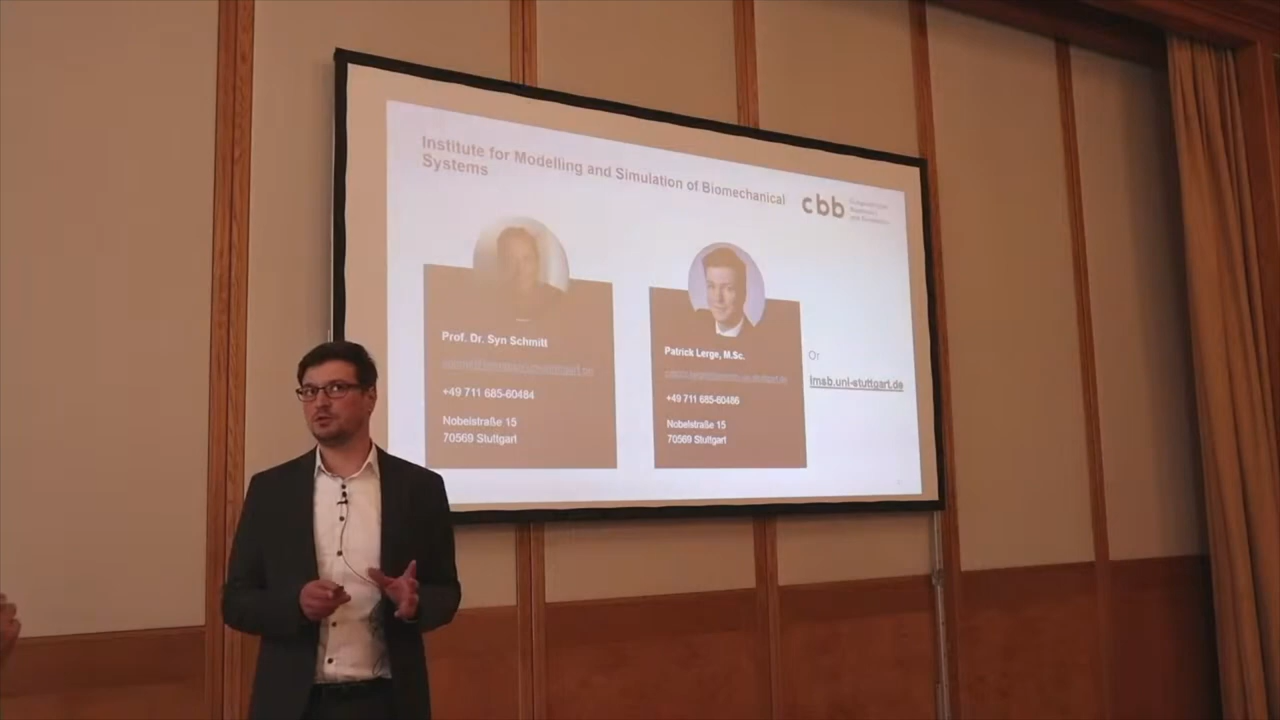 Institute for Modelling and Simulation of Biomechanical
Systems
cbb
Prof. Dr. Syn Schmitt
+49 711 685-60484
Nobelstraße 15
70569 Stuttgart
Patrick Lerge, M.Sc.
+49 711 685-60486
Nobelstraße 15
70569 Stuttgart
Or
imsb.uni-stuttgart.de